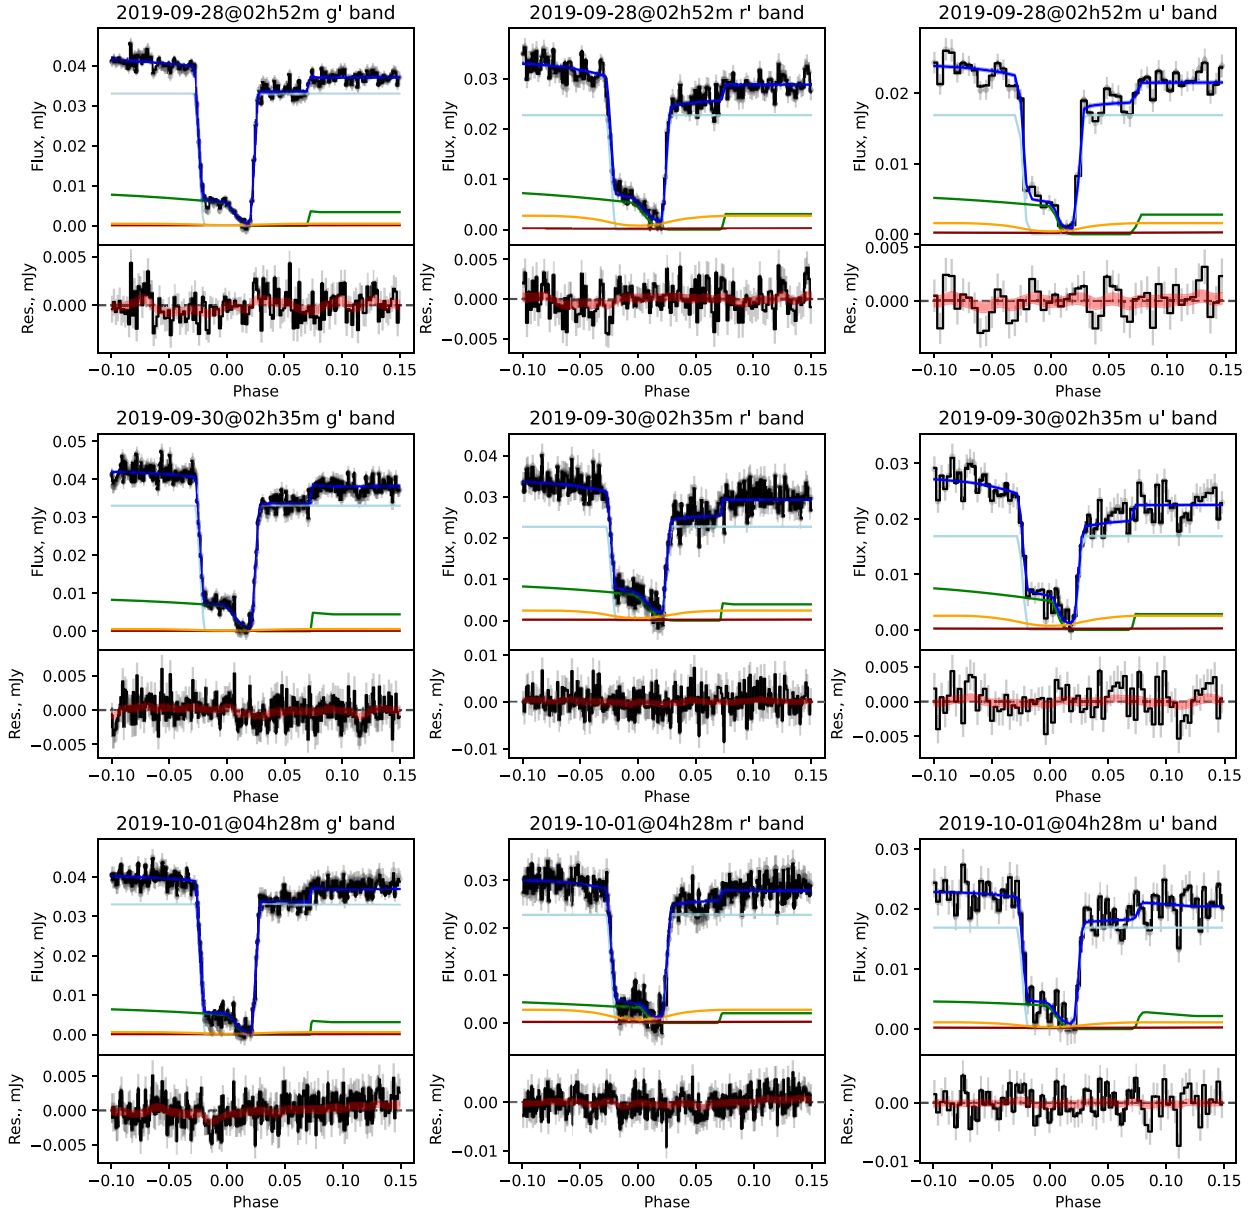 2019-09-28@02h52m g' band
2019-09-28@02h52m r' band
2019-09-28@02h52m u' band
Flux, mJy
0.04
0.03
0.02
0.01
0.00
Flux, mJy
0.03
0.02
0.01
0.00
Flux, mJy
0.02
0.01
0.00
Res., mJy
0.005
0.000
Res., mJy
0.005
0.000
−0.005
Res., mJy
0.005
0.000
−0.10 −0.05 0.00 0.05 0.10 0.15
−0.10 −0.05 0.00 0.05 0.10 0.15
−0.10 −0.05 0.00 0.05 0.10 0.15
Phase
Phase
Phase
2019-09-30@02h35m g' band
2019-09-30@02h35m r' band
2019-09-30@02h35m u' band
Flux, mJy
0.05
0.04
0.03
0.02
0.01
0.00
Flux, mJy
0.04
0.03
0.02
0.01
0.00
Flux, mJy
0.03
0.02
0.01
0.00
Res., mJy
0.005
0.000
−0.005
Res., mJy
0.01
0.00
−0.01
Res., mJy
0.005
0.000
−0.005
−0.10 −0.05 0.00 0.05 0.10 0.15
−0.10 −0.05 0.00 0.05 0.10 0.15
−0.10 −0.05 0.00 0.05 0.10 0.15
Phase
Phase
Phase
2019-10-01@04h28m g' band
2019-10-01@04h28m r' band
2019-10-01@04h28m u' band
Flux, mJy
0.04
0.03
0.02
0.01
0.00
Flux, mJy
0.03
0.02
0.01
0.00
Flux, mJy
0.03
0.02
0.01
0.00
Res., mJy
0.005
0.000
−0.005
Res., mJy
0.00
−0.01
Res., mJy
0.00
−0.01
−0.10 −0.05 0.00 0.05 0.10 0.15
−0.10 −0.05 0.00 0.05 0.10 0.15
−0.10 −0.05 0.00 0.05 0.10 0.15
Phase
Phase
Phase